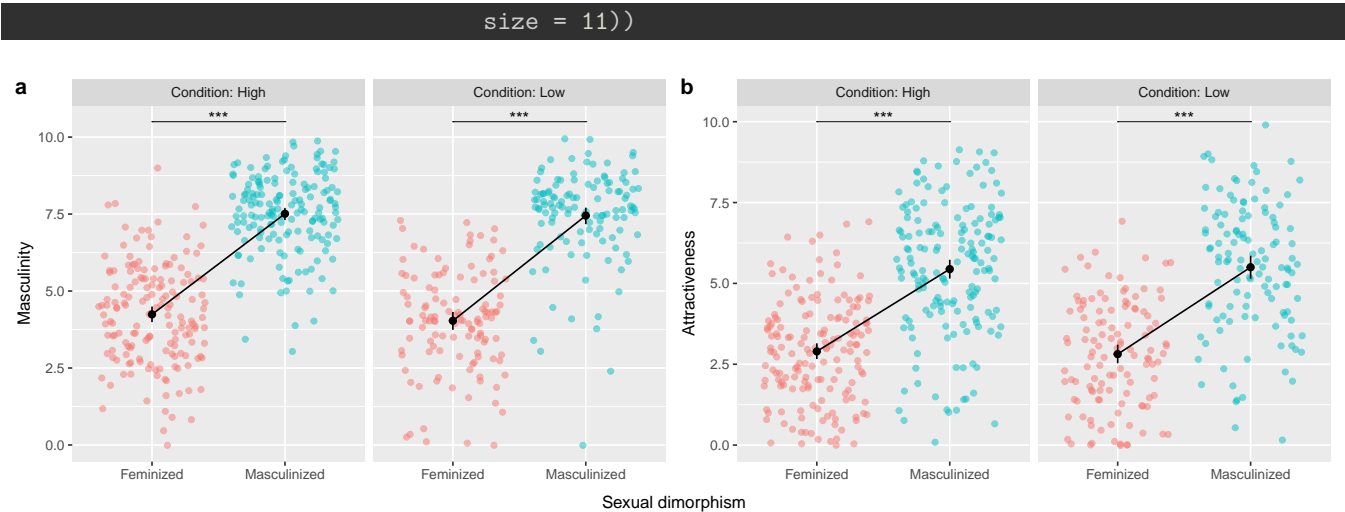 size = 11))
a
Condition: High
Condition: Low
***
***
Masculinity
10.0
7.5
5.0
2.5
0.0
Feminized
Masculinized
Feminized
Masculinized
b
Condition: High
Condition: Low
***
***
Attractiveness
10.0
7.5
5.0
2.5
0.0
Feminized
Masculinized
Feminized
Masculinized
Sexual dimorphism